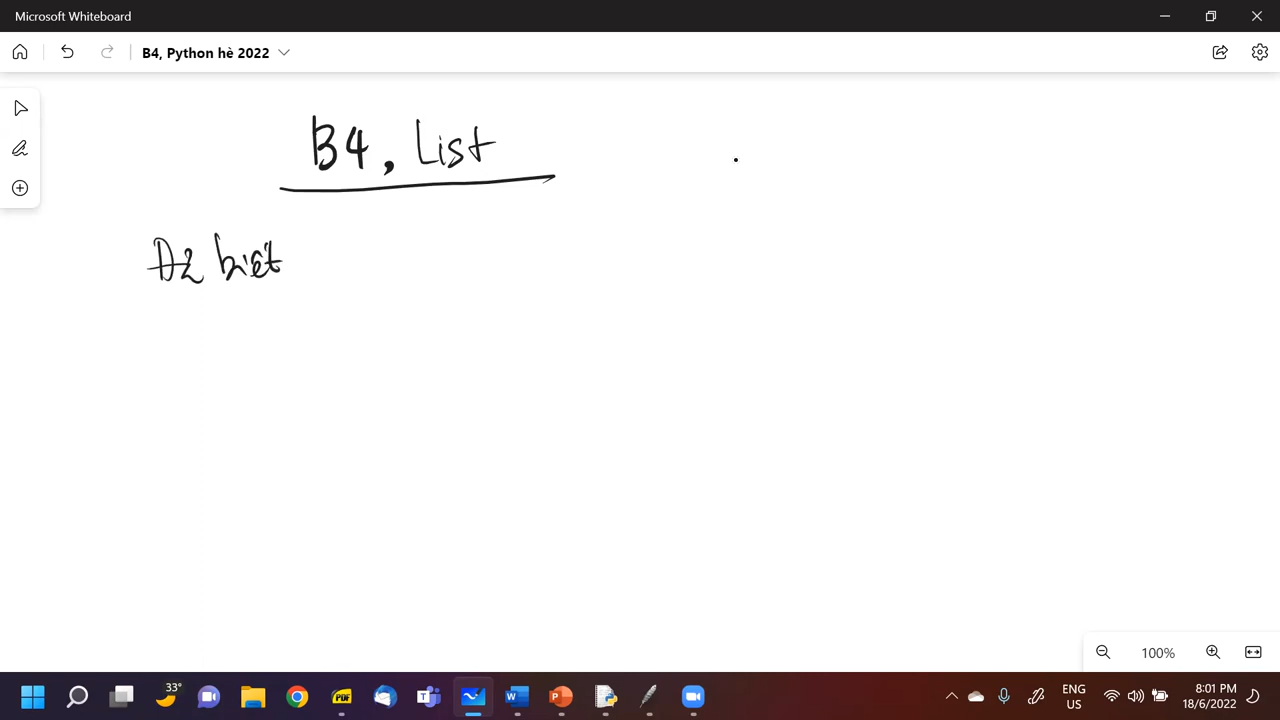 Microsoft Whiteboard
B4, Python hè 2022
B4, List
Đã biết
100%
33°
ENG
US
8:01 PM
18/6/2022